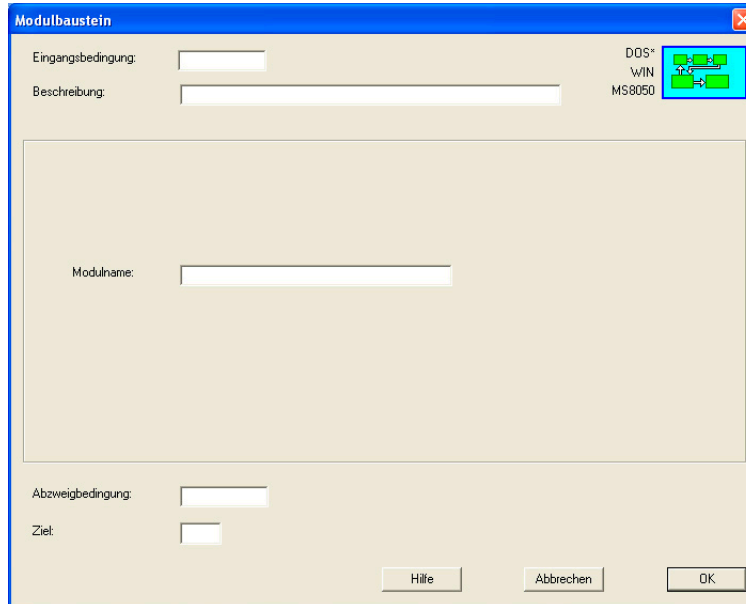 Modulbaustein
Eingangsbedingung:
DOS*
WIN
Beschreibung:
MS8050
Modulname:
Abzweigbedingung:
Ziel:
Hilfe Abbrechen OK